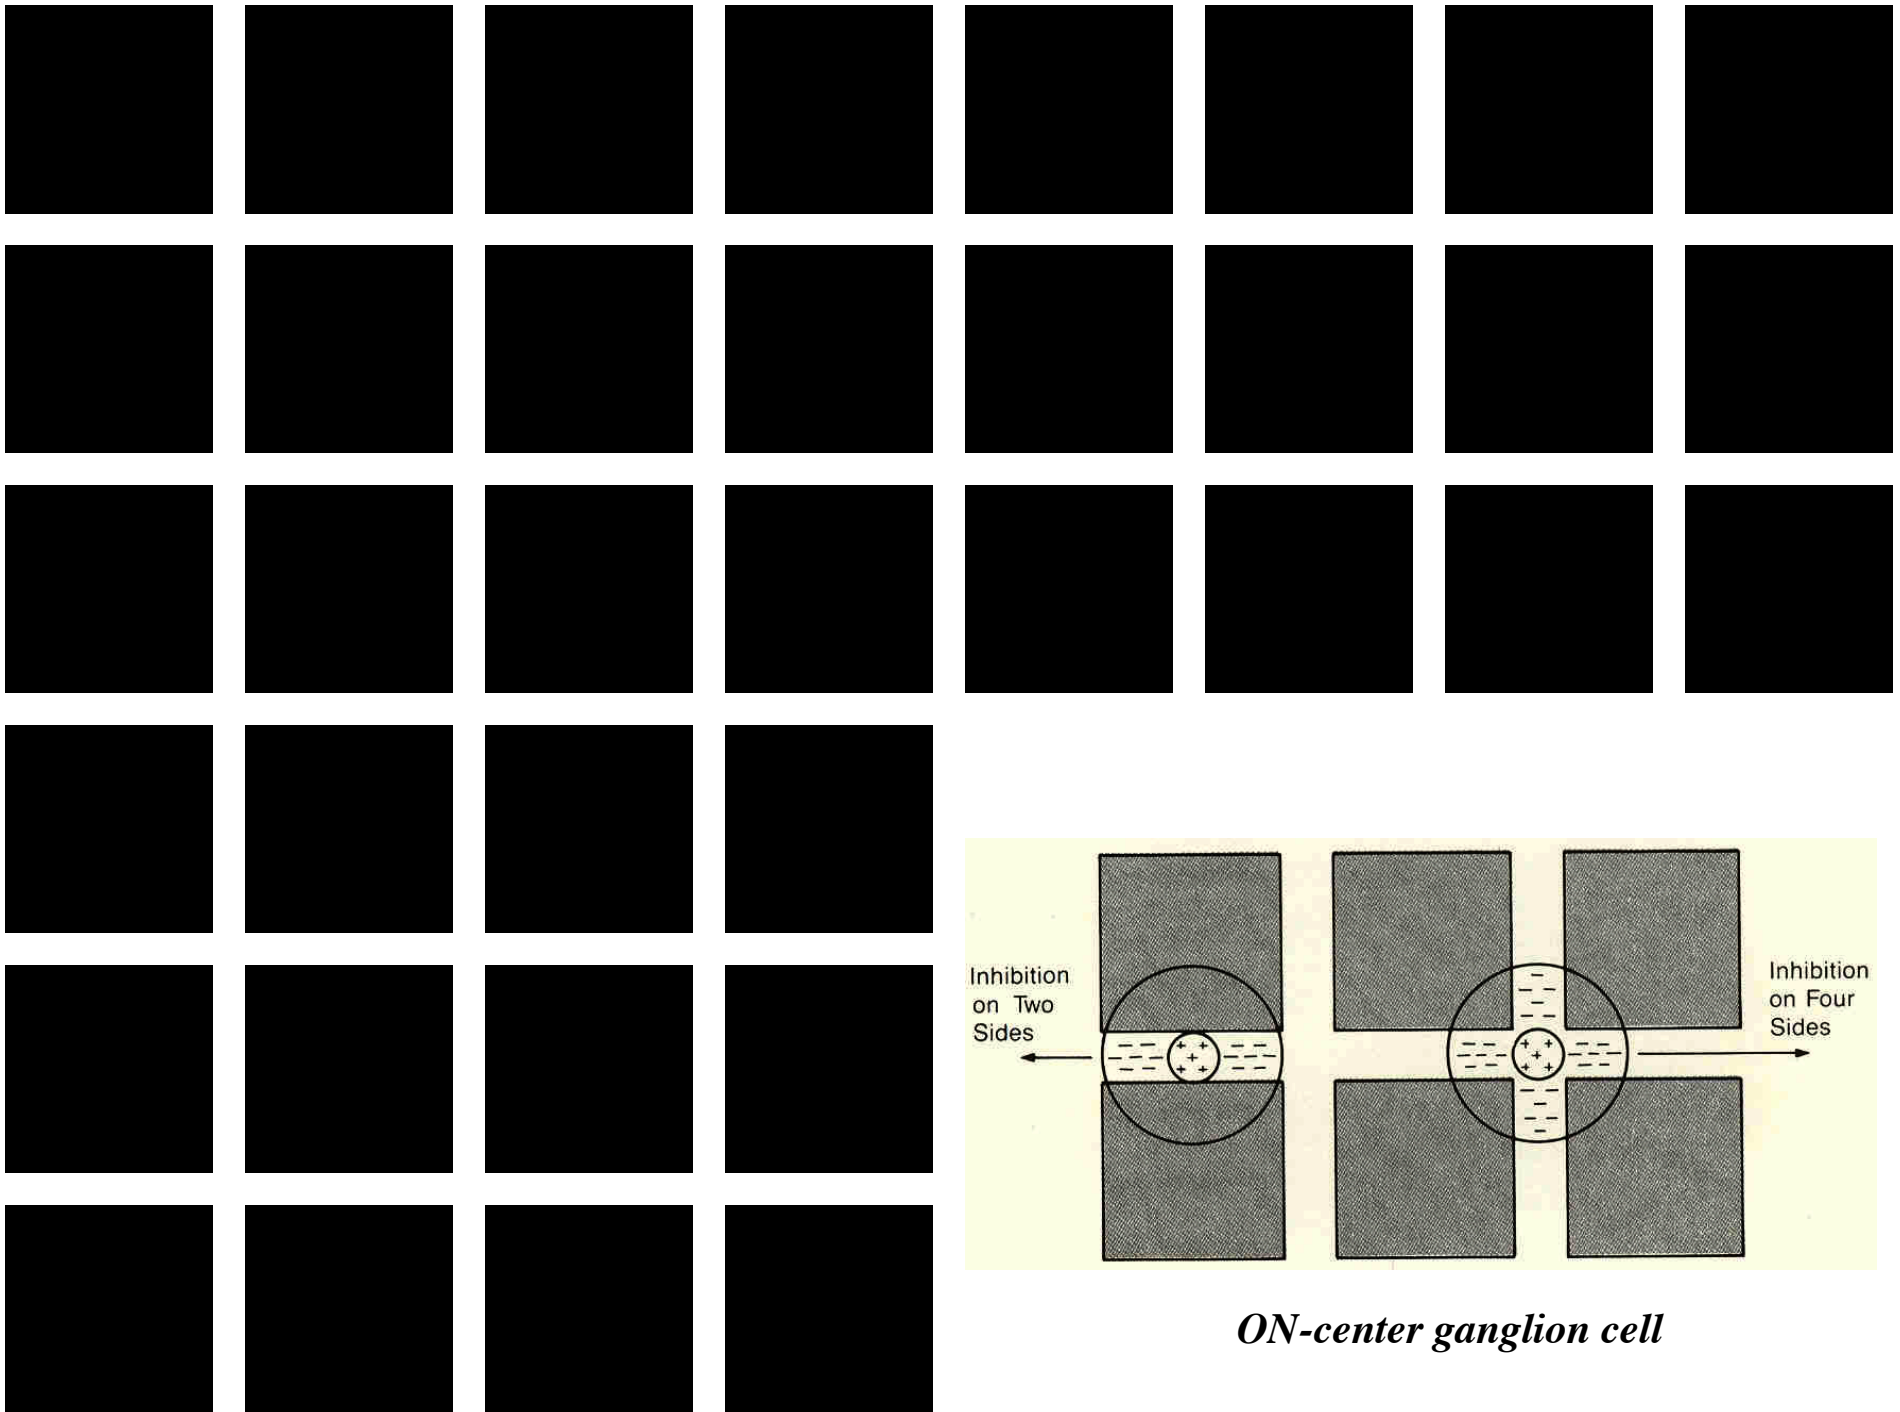 Inhibition
on Two
Sides
Inhibition
on Four
Sides
ON-center ganglion cell